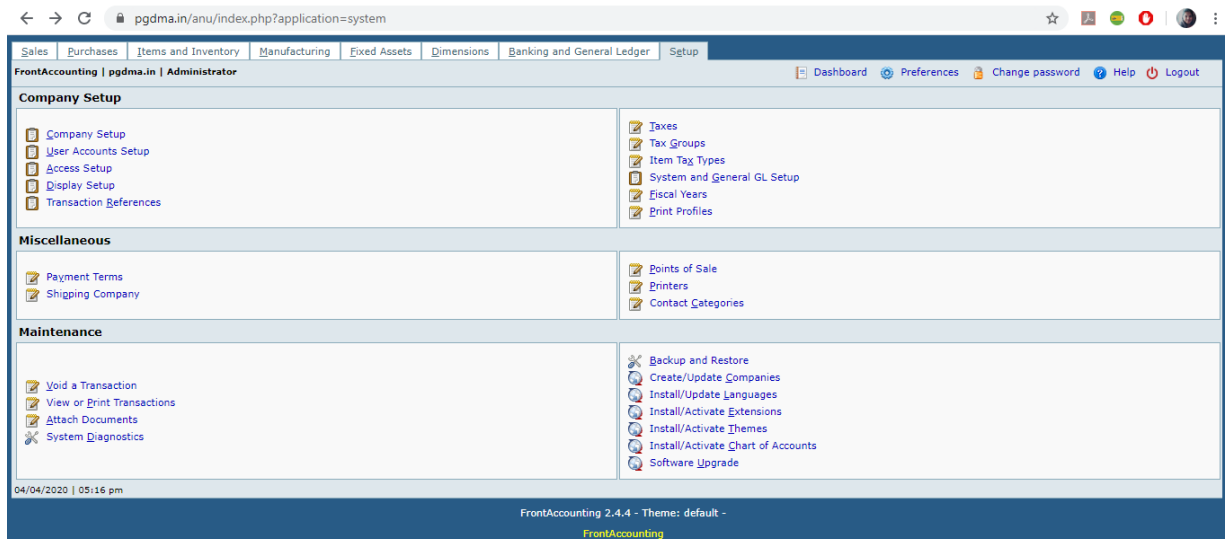 pgdma.in/anu/index.php?application=system
Sales Purchases Items and Inventory Manufacturing Fixed Assets Dimensions Banking and General Ledger Setup
FrontAccounting | pgdma.in | Administrator Dashboard Preferences Change password Help Logout
Company Setup
Company Setup
User Accounts Setup
Access Setup
Display Setup
Transaction References
Taxes
Tax Groups
Item Tax Types
System and General GL Setup
Fiscal Years
Print Profiles
Miscellaneous
Payment Terms
Shipping Company
Points of Sale
Printers
Contact Categories
Maintenance
Void a Transaction
View or Print Transactions
Attach Documents
System Diagnostics
Backup and Restore
Create/Update Companies
Install/Update Languages
Install/Activate Extensions
Install/Activate Themes
Install/Activate Chart of Accounts
Software Upgrade
04/04/2020 | 05:16 pm
FrontAccounting 2.4.4 - Theme: default -
FrontAccounting